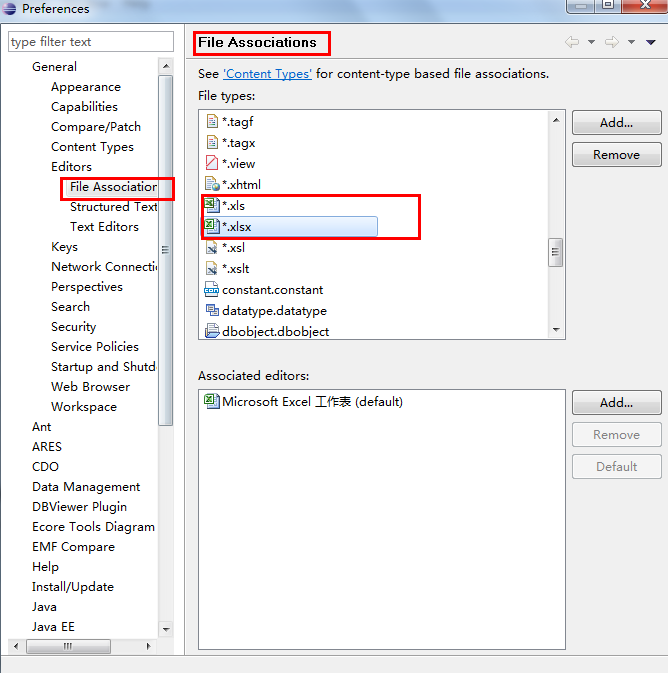 Preferences
type filter text
General
Appearance
Capabilities
Compare/Patch
Content Types
Editors
File Association
Structured Text
Text Editors
Keys
Network Connecti
Perspectives
Search
Security
Service Policies
Startup and Shutd
Web Browser
Workspace
Ant
ARES
CDO
Data Management
DBViewer Plugin
Ecore Tools Diagram
EMF Compare
Help
Install/Update
Java
Java EE
File Associations
See 'Content Types' for content-type based file associations.
File types:
*.tagf
*.tagx
*.view
*.xhtml
*.xls
*.xlsx
*.xsl
*.xslt
constant.constant
datatype.datatype
dbobject.dbobject
Add...
Remove
Associated editors:
Microsoft Excel 工作表 (default)
Add...
Remove
Default